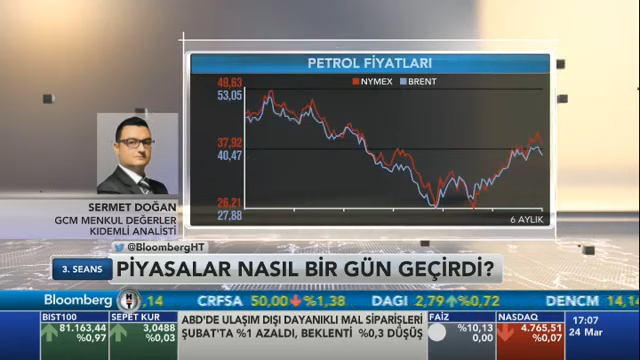 PETROL FİYATLARI
NYMEX BRENT
49,63
53,05
37,92
40,47
26,21
27,88
6 AYLIK
SERMET DOĞAN
GCM MENKUL DEĞERLER
KIDEMLİ ANALİSTİ
@BloombergHT
3. SEANS
PİYASALAR NASIL BİR GÜN GEÇİRDİ?
Bloomberg HT ,14 CRFSA 50,00 %1,38 DAGI 2,79 %0,72 DENCM 14,14
BIST100
81.163,44
%0,97
SEPET KUR
3,0488
%0,03
ABD'DE ULAŞIM DIŞI DAYANIKLI MAL SİPARİŞLERİ
ŞUBAT'TA %1 AZALDI, BEKLENTİ %0,3 DÜŞÜŞ
FAİZ
%10,13
0,00
NASDAQ
4.765,51
%0,07
17:07
24 Mar